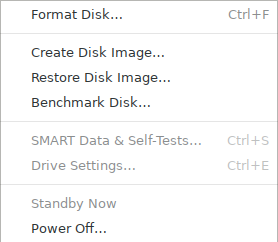 Format Disk... Ctrl+F
Create Disk Image...
Restore Disk Image...
Benchmark Disk...
SMART Data & Self-Tests... Ctrl+S
Drive Settings... Ctrl+E
Standby Now
Power Off...